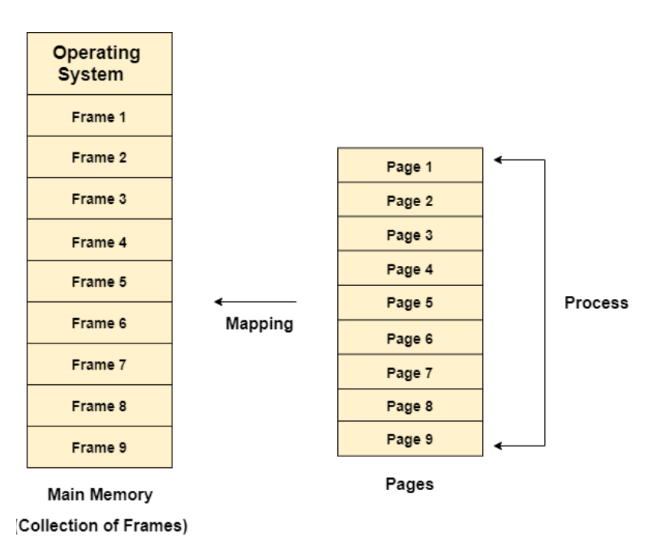 Operating
System
Frame 1
Frame 2
Frame 3
Frame 4
Frame 5
Frame 6
Frame 7
Frame 8
Frame 9
Main Memory
(Collection of Frames)
Mapping
Page 1
Page 2
Page 3
Page 4
Page 5
Page 6
Page 7
Page 8
Page 9
Pages
Process